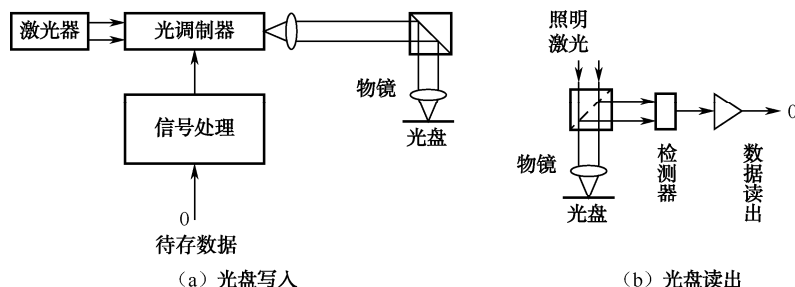 激光器
光调制器
物镜
光盘
信号处理
0
待存数据
(a) 光盘写入
照明
激光
0
物镜
检测器
数据读出
光盘
(b) 光盘读出